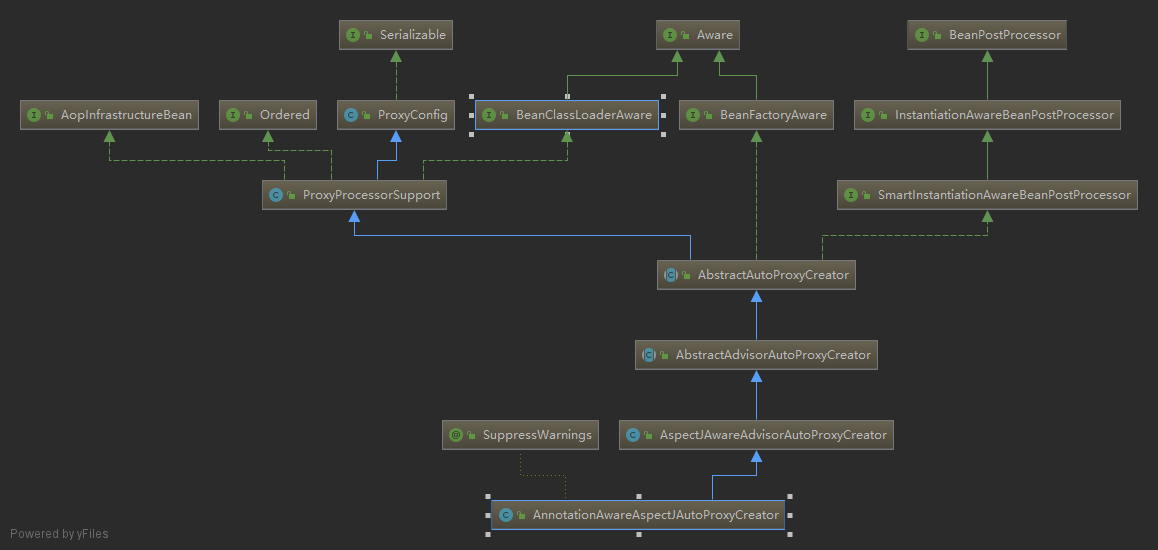 Serializable
Aware
BeanPostProcessor
AopInfrastructureBean
Ordered
ProxyConfig
BeanClassLoaderAware
BeanFactoryAware
InstantiationAwareBeanPostProcessor
ProxyProcessorSupport
SmartInstantiationAwareBeanPostProcessor
AbstractAutoProxyCreator
AbstractAdvisorAutoProxyCreator
SuppressWarnings
AspectJAwareAdvisorAutoProxyCreator
AnnotationAwareAspectJAutoProxyCreator
Powered by yFiles